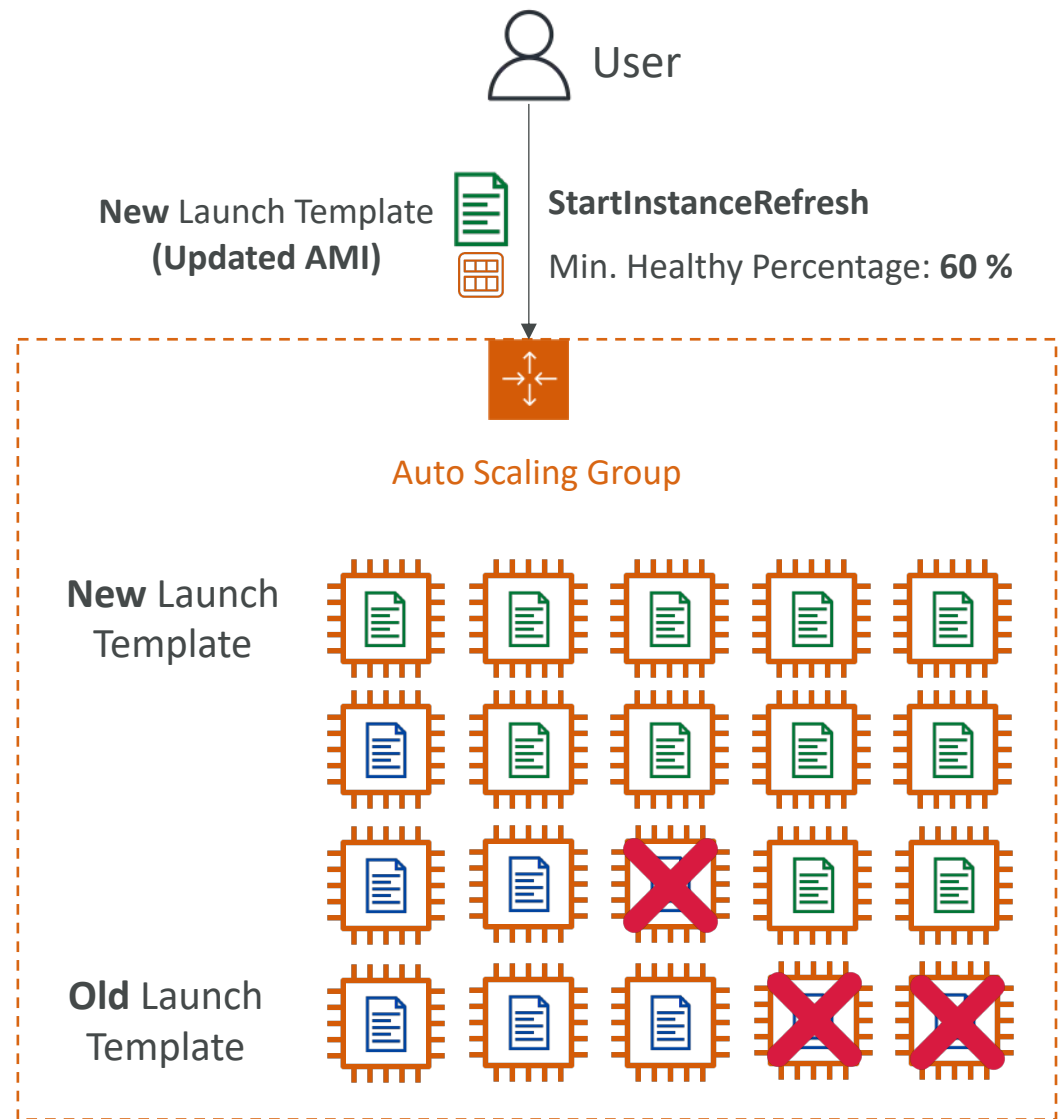 User
New Launch Template
(Updated AMI)
StartInstanceRefresh
Min. Healthy Percentage: 60 %
Auto Scaling Group
New Launch
Template
Old Launch
Template